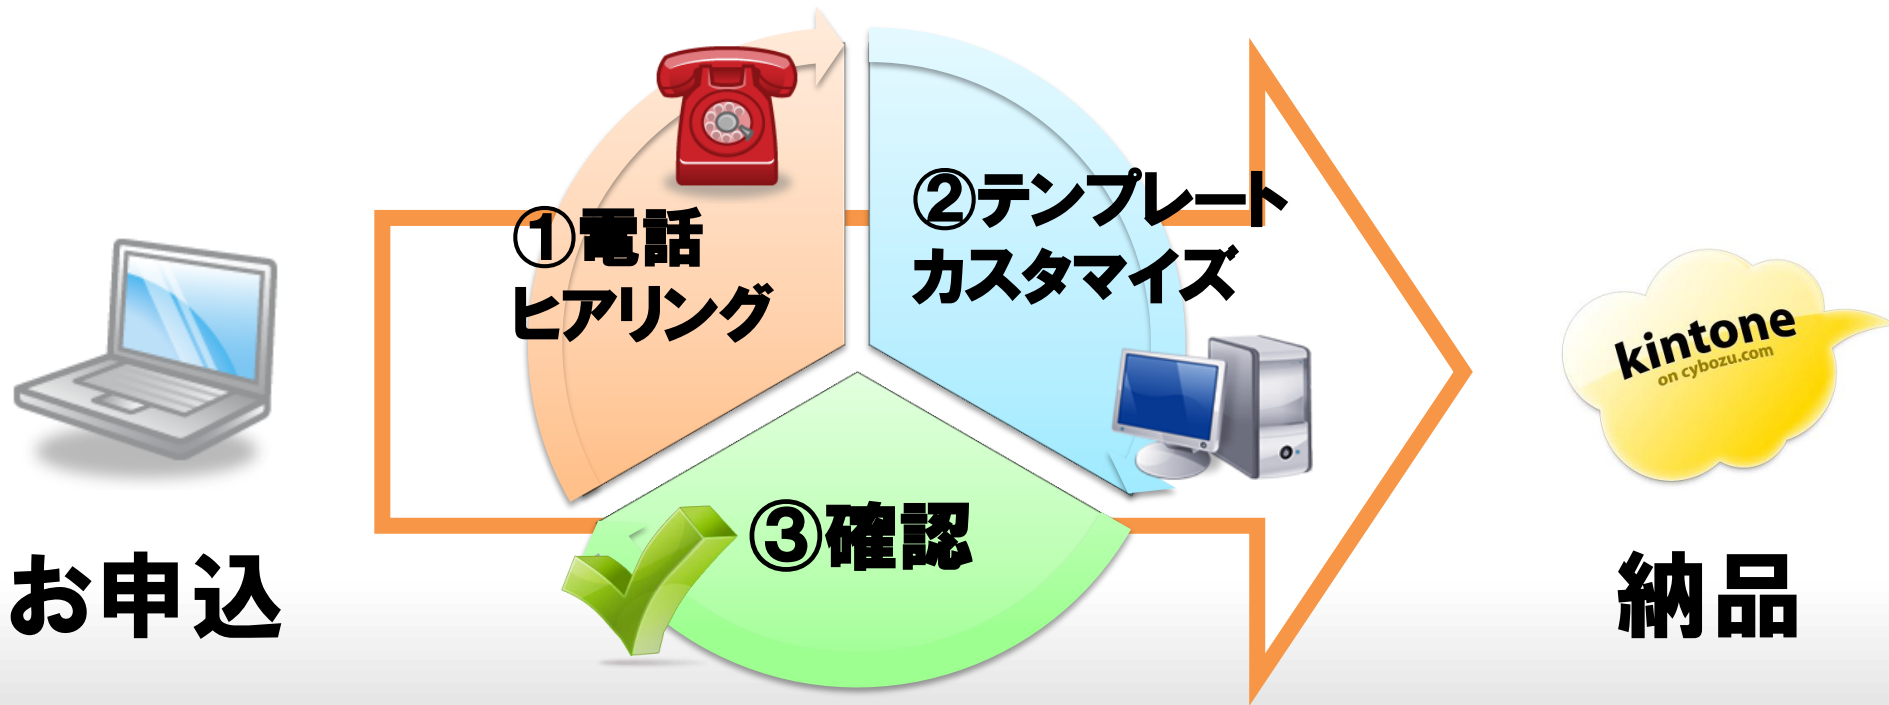 お申込
①電話
ヒアリング
②テンプレート
カスタマイズ
③確認
kintone
on cybozu.com
納品